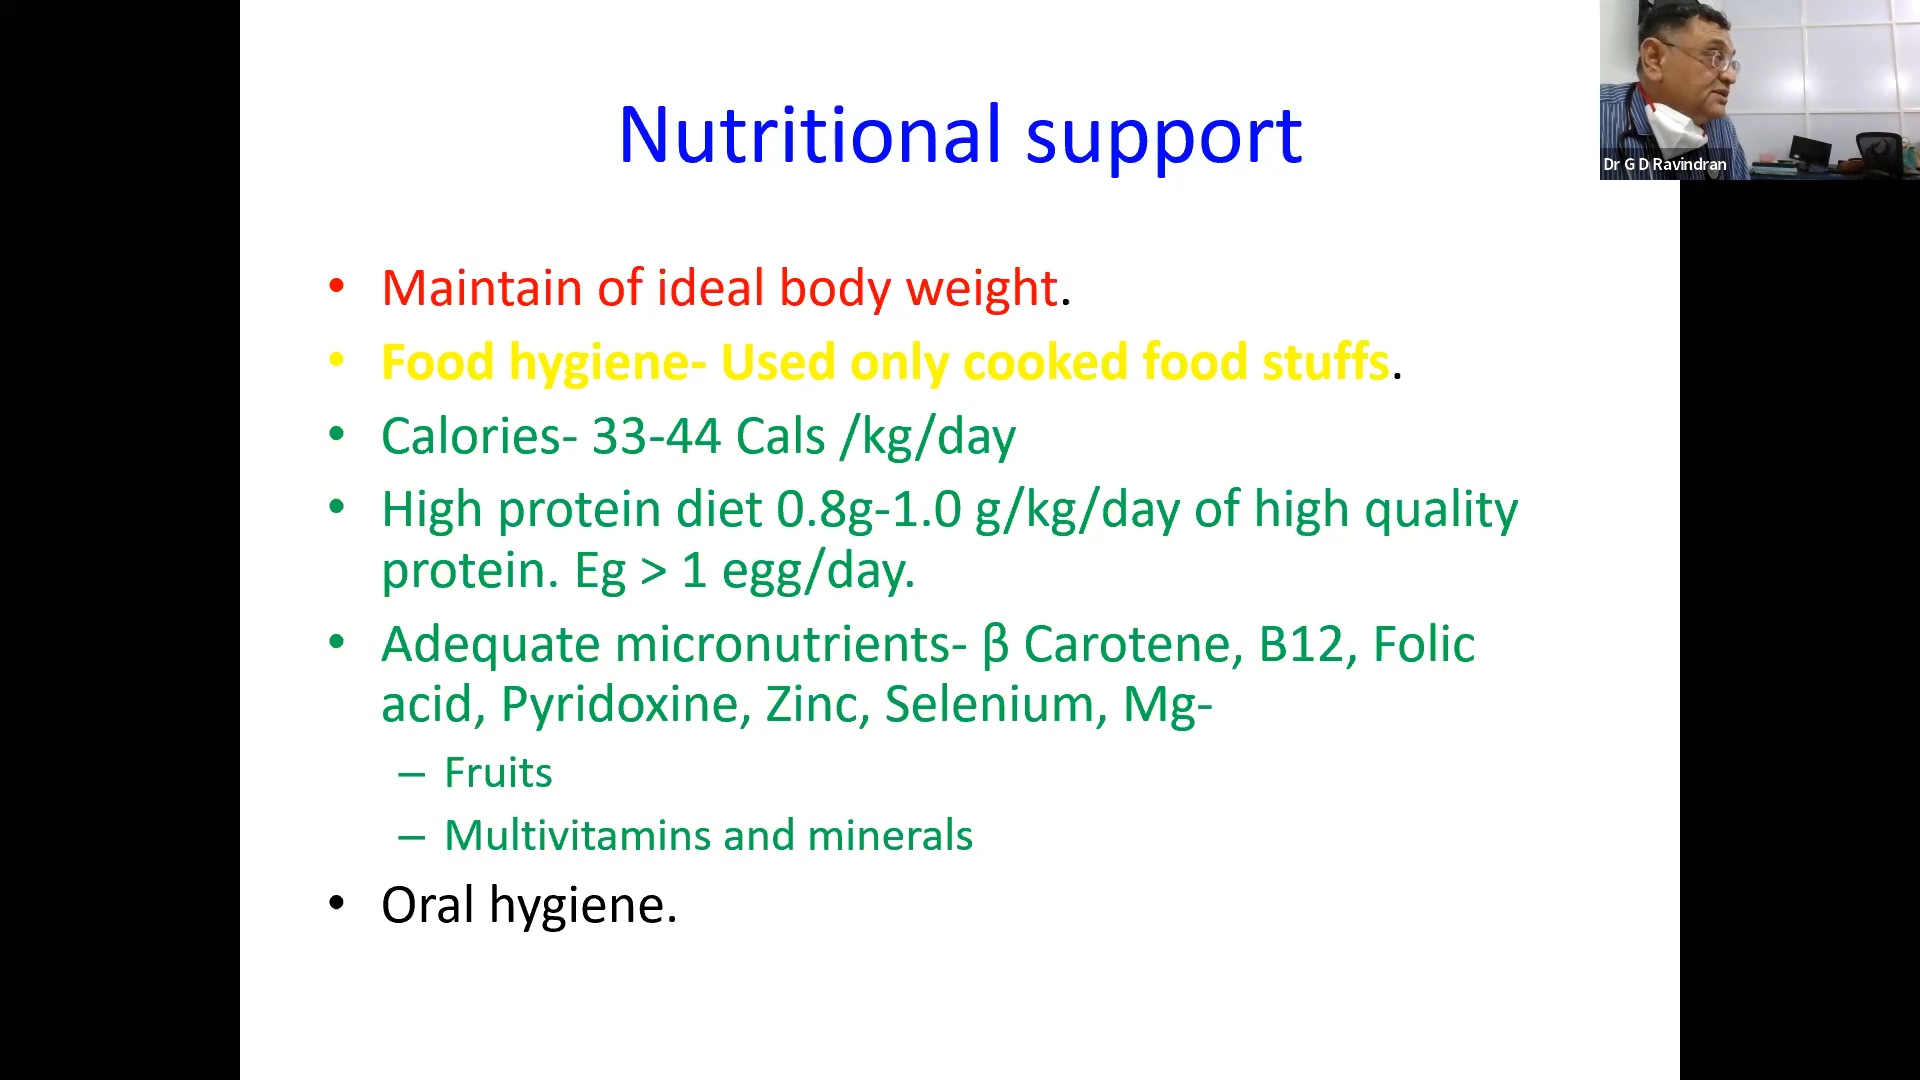 Nutritional support
Dr G D Ravindran
• Maintain of ideal body weight.
• Food hygiene- Used only cooked food stuffs.
• Calories- 33-44 Cals /kg/day
• High protein diet 0.8g-1.0 g/kg/day of high quality
protein. Eg > 1 egg/day.
• Adequate micronutrients- β Carotene, B12, Folic
acid, Pyridoxine, Zinc, Selenium, Mg-
– Fruits
– Multivitamins and minerals
• Oral hygiene.